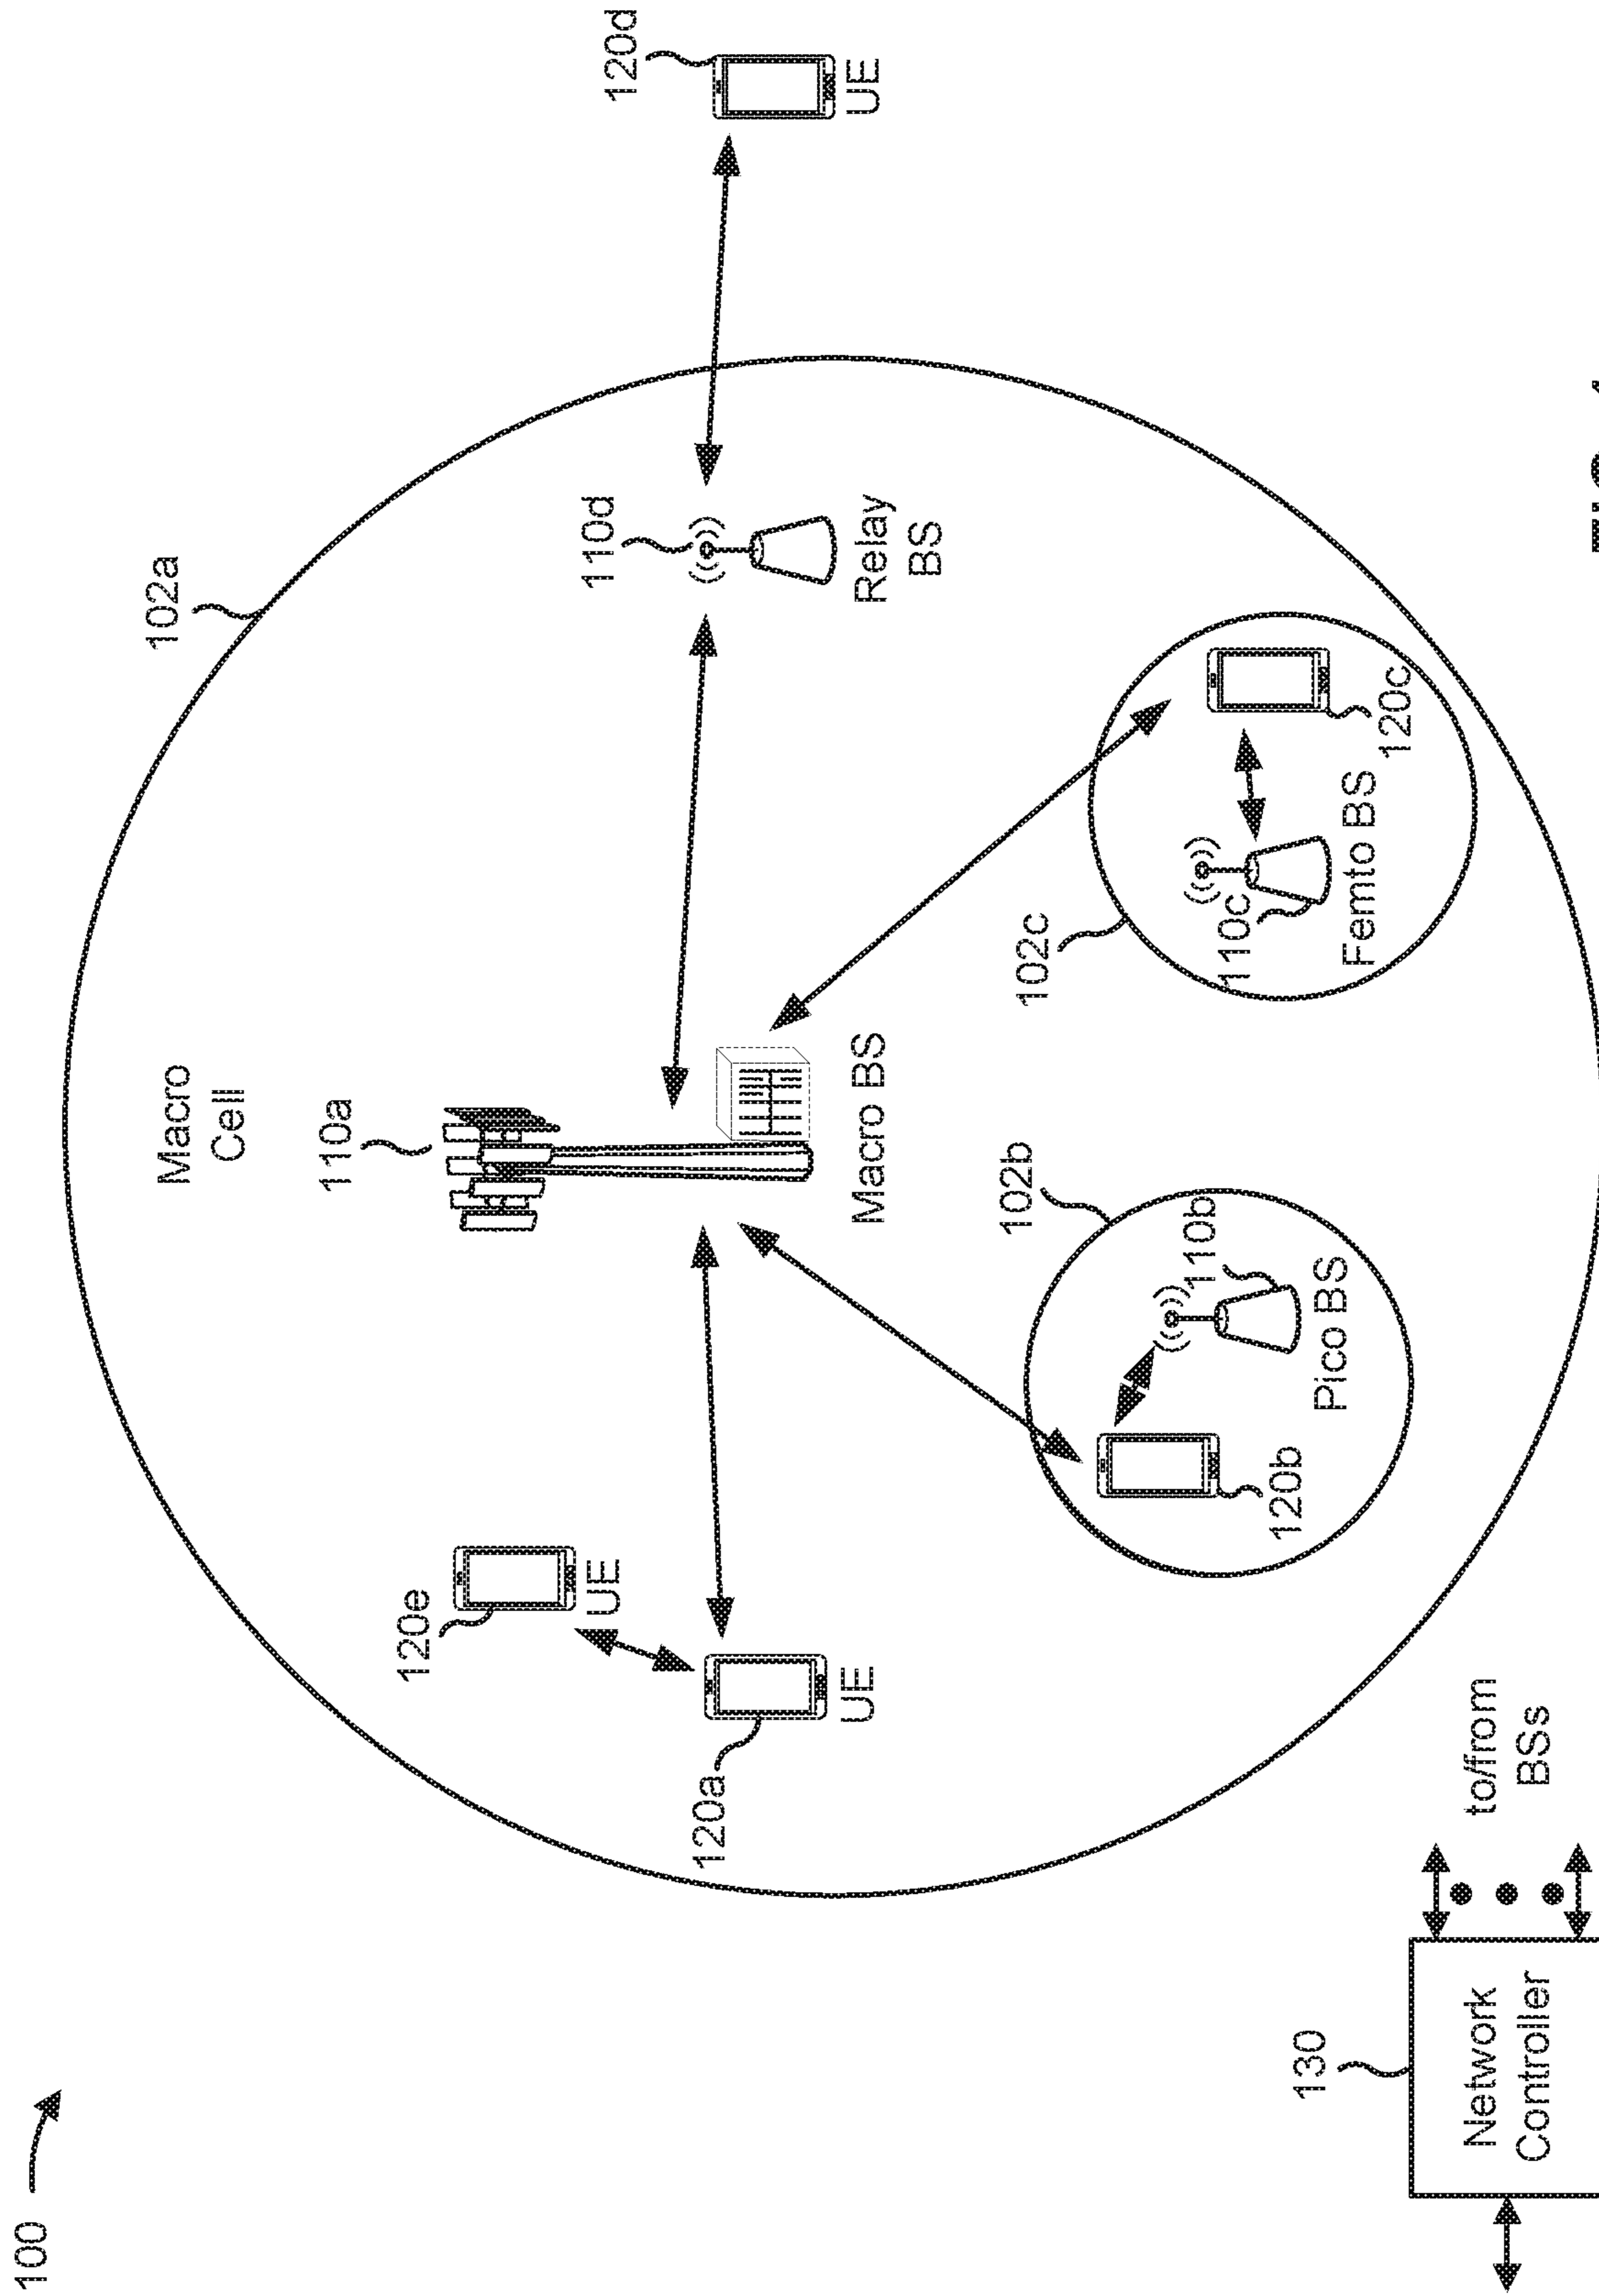 100
102a
Macro
Cell
110a
120d
UE
110d
Relay
BS
120e
UE
120a
UE
Macro BS
102b
110b
Pico BS
120b
102c
110c
Femto BS
120c
130
Network
Controller
to/from
BSs